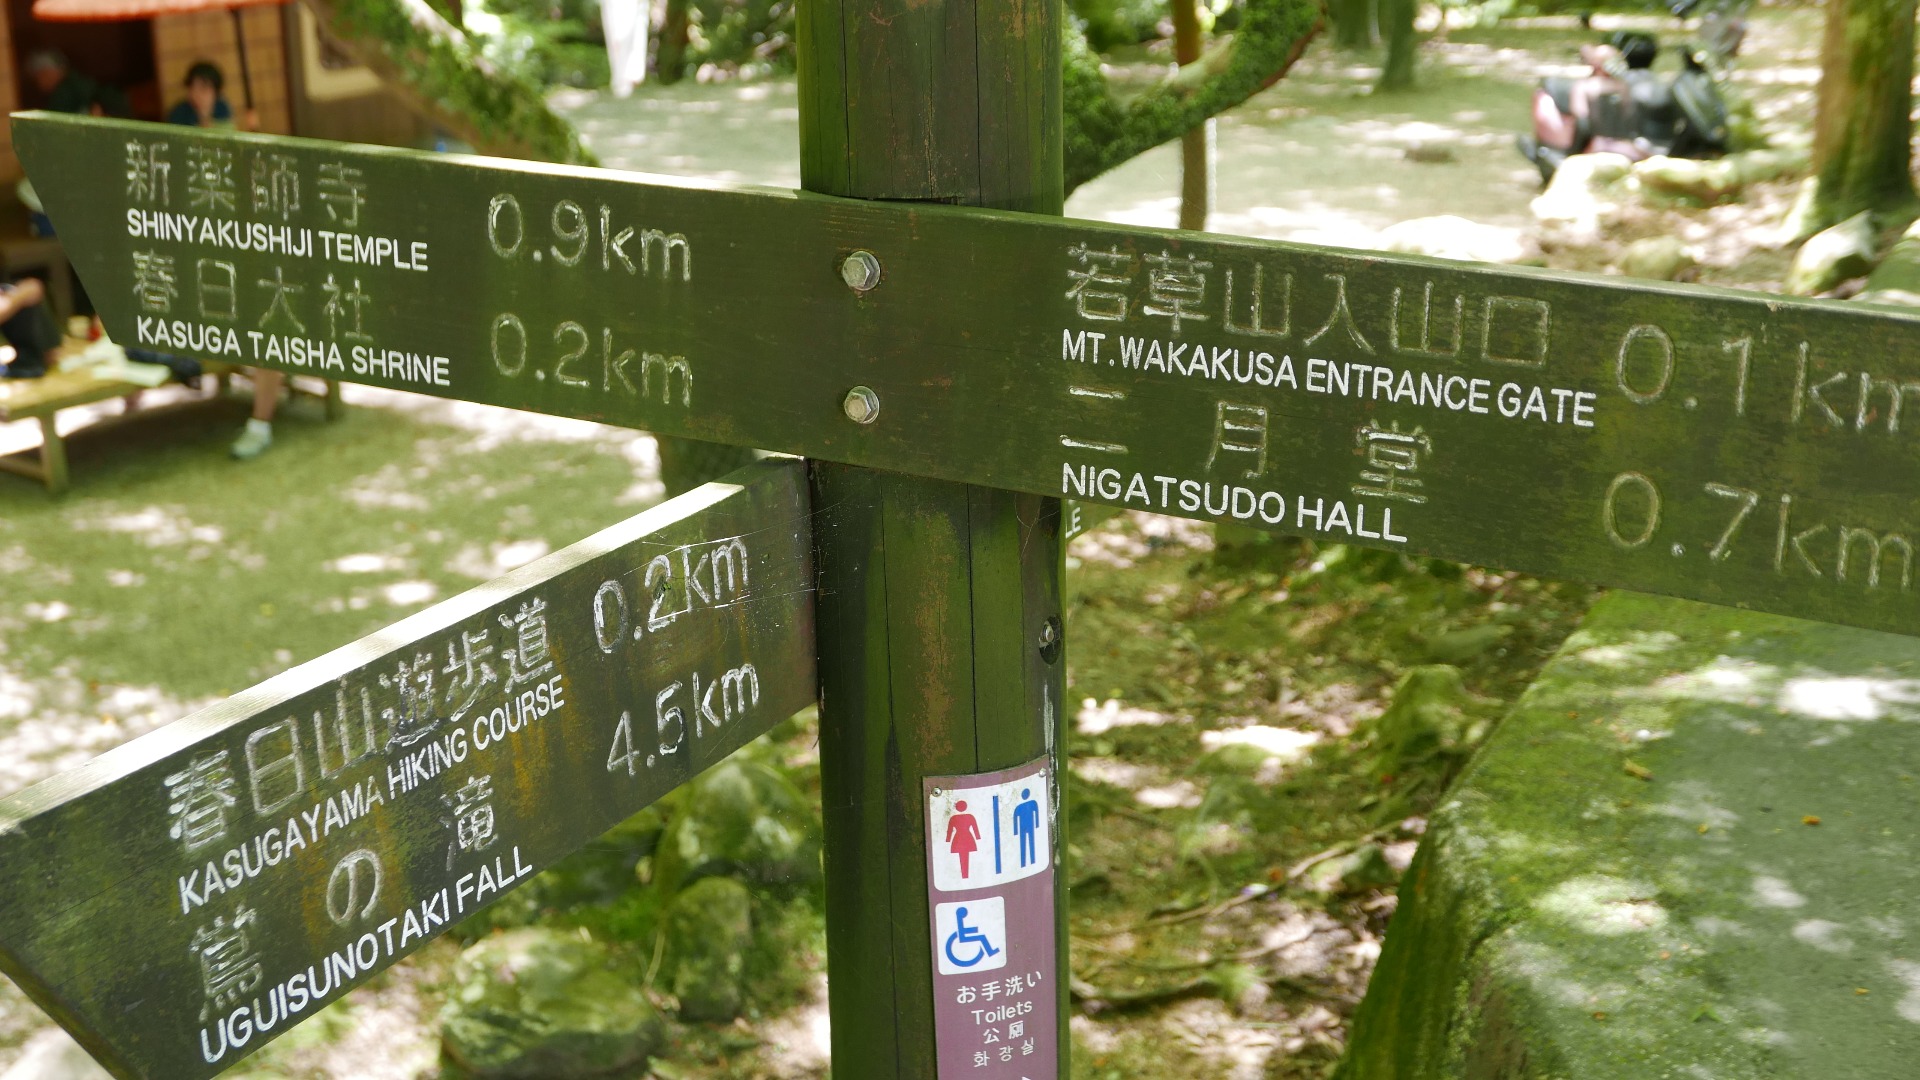 新薬師寺 0.9km
SHINYAKUSHIJI TEMPLE
春日大社 0.2km
KASUGA TAISHA SHRINE
若草山入山口 0.1km
MT.WAKAKUSA ENTRANCE GATE
二月堂 0.7km
NIGATSUDO HALL
春日山遊歩道 0.2km
KASUGAYAMA HIKING COURSE
鴬の滝 4.5km
UGUISUNOTAKI FALL
LE
お手洗い
Toilets
公厕
화장실